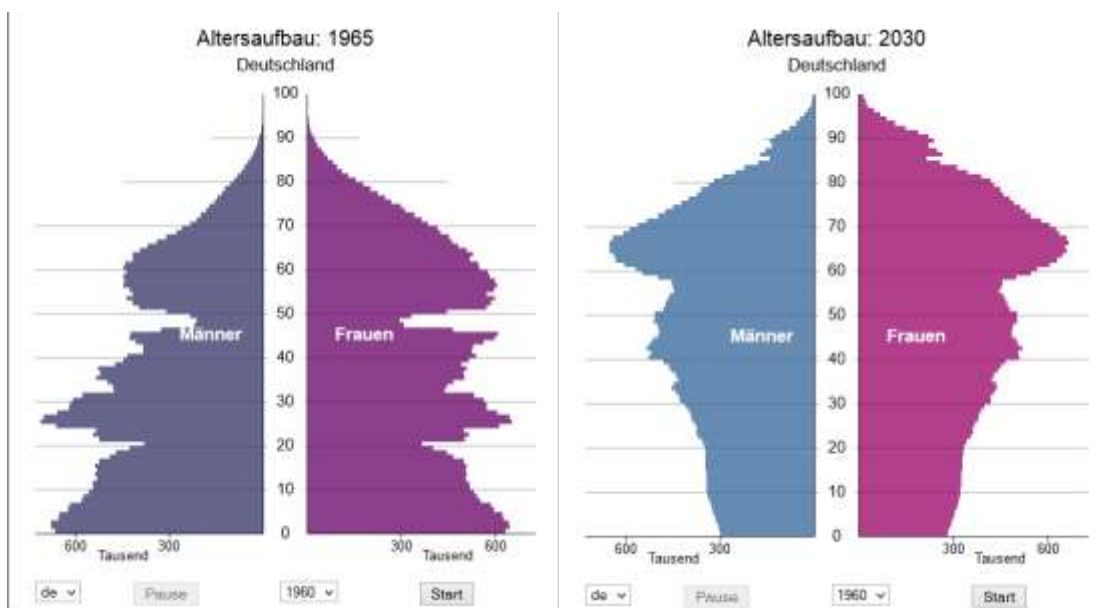 Altersaufbau: 1965
Deutschland
100
90
80
70
60
50
Männer
Frauen
40
30
20
10
0
600
300
300
600
Tausend
Tausend
de
Pause
1960
Start
Altersaufbau: 2030
Deutschland
100
90
80
70
60
50
Männer
Frauen
40
30
20
10
0
600
300
300
600
Tausend
Tausend
de
Pause
1960
Start